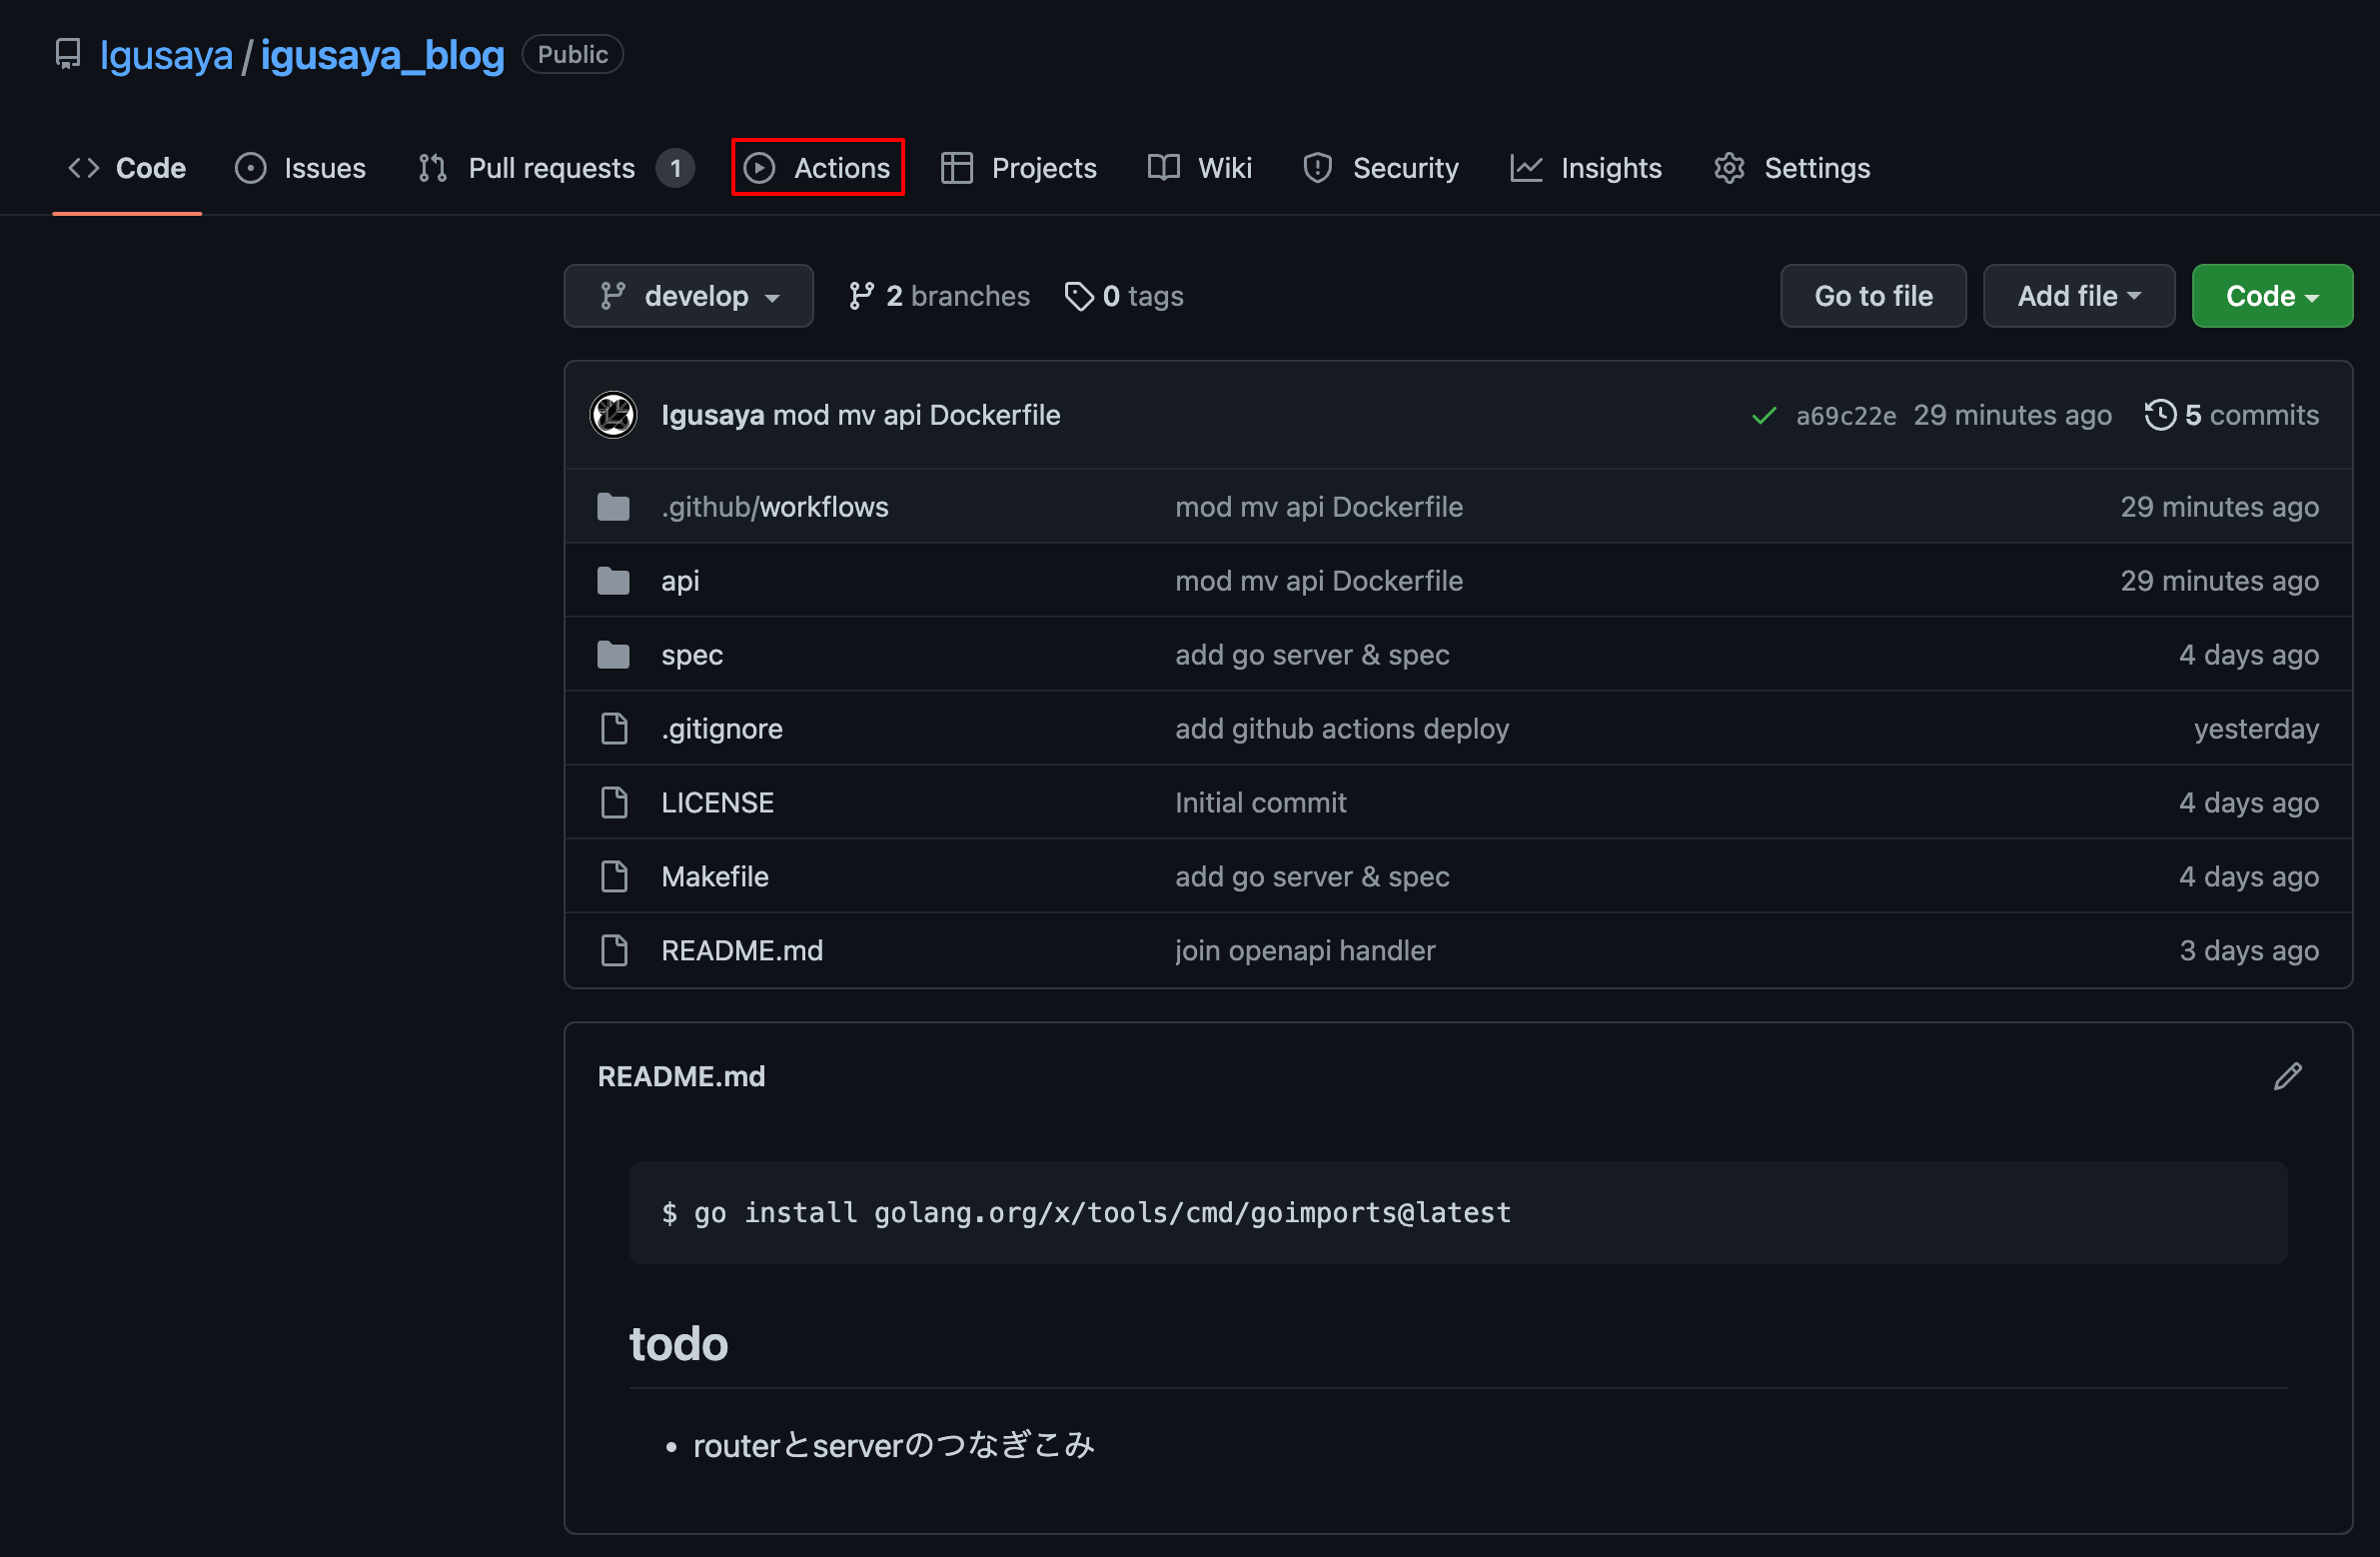 Igusaya / igusaya_blog Public
Code Issues Pull requests 1 Actions Projects Wiki Security Insights Settings
develop 2 branches 0 tags Go to file Add file Code
Igusaya mod mv api Dockerfile a69c22e 29 minutes ago 5 commits
.github/workflows mod mv api Dockerfile 29 minutes ago
api mod mv api Dockerfile 29 minutes ago
spec add go server & spec 4 days ago
.gitignore add github actions deploy yesterday
LICENSE Initial commit 4 days ago
Makefile add go server & spec 4 days ago
README.md join openapi handler 3 days ago
README.md
$ go install golang.org/x/tools/cmd/goimports@latest
todo
• routerとserverのつなぎこみ